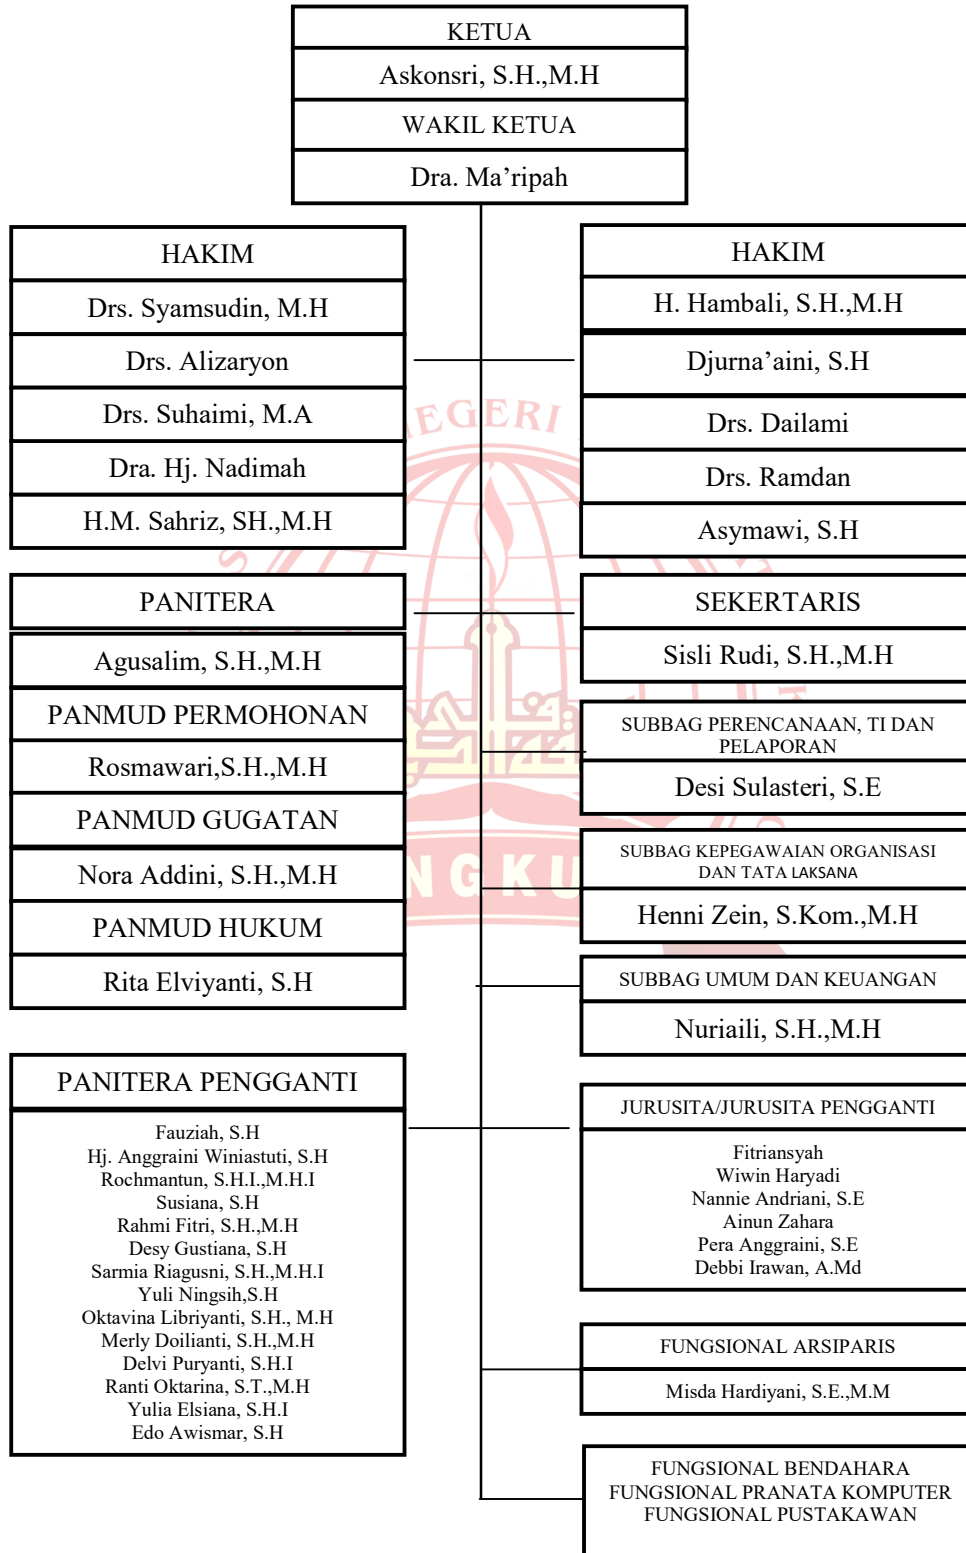 KETUA
Askonsri, S.H.,M.H
WAKIL KETUA
Dra. Ma’ripah
HAKIM
Drs. Syamsudin, M.H
Drs. Alizaryon
Drs. Suhaimi, M.A
Dra. Hj. Nadimah
H.M. Sahriz, SH.,M.H
HAKIM
H. Hambali, S.H.,M.H
Djurna’aini, S.H
Drs. Dailami
Drs. Ramdan
Asymawi, S.H
EGERI
PANITERA
Agusalim, S.H.,M.H
PANMUD PERMOHONAN
Rosmawari,S.H.,M.H
PANMUD GUGATAN
Nora Addini, S.H.,M.H
PANMUD HUKUM
Rita Elviyanti, S.H
SEKERTARIS
Sisli Rudi, S.H.,M.H
SUBBAG PERENCANAAN, TI DAN
PELAPORAN
Desi Sulasteri, S.E
SUBBAG KEPEGAWAIAN ORGANISASI
DAN TATA LAKSANA
Henni Zein, S.Kom.,M.H
NGKU
SUBBAG UMUM DAN KEUANGAN
Nuriaili, S.H.,M.H
PANITERA PENGGANTI
Fauziah, S.H
Hj. Anggraini Winiastuti, S.H
Rochmantun, S.H.I.,M.H.I
Susiana, S.H
Rahmi Fitri, S.H.,M.H
Desy Gustiana, S.H
Sarmia Riagusni, S.H.,M.H.I
Yuli Ningsih,S.H
Oktavina Libriyanti, S.H., M.H
Merly Doilianti, S.H.,M.H
Delvi Puryanti, S.H.I
Ranti Oktarina, S.T.,M.H
Yulia Elsiana, S.H.I
Edo Awismar, S.H
JURUSITA/JURUSITA PENGGANTI
Fitriansyah
Wiwin Haryadi
Nannie Andriani, S.E
Ainun Zahara
Pera Anggraini, S.E
Debbi Irawan, A.Md
FUNGSIONAL ARSIPARIS
Misda Hardiyani, S.E.,M.M
FUNGSIONAL BENDAHARA
FUNGSIONAL PRANATA KOMPUTER
FUNGSIONAL PUSTAKAWAN